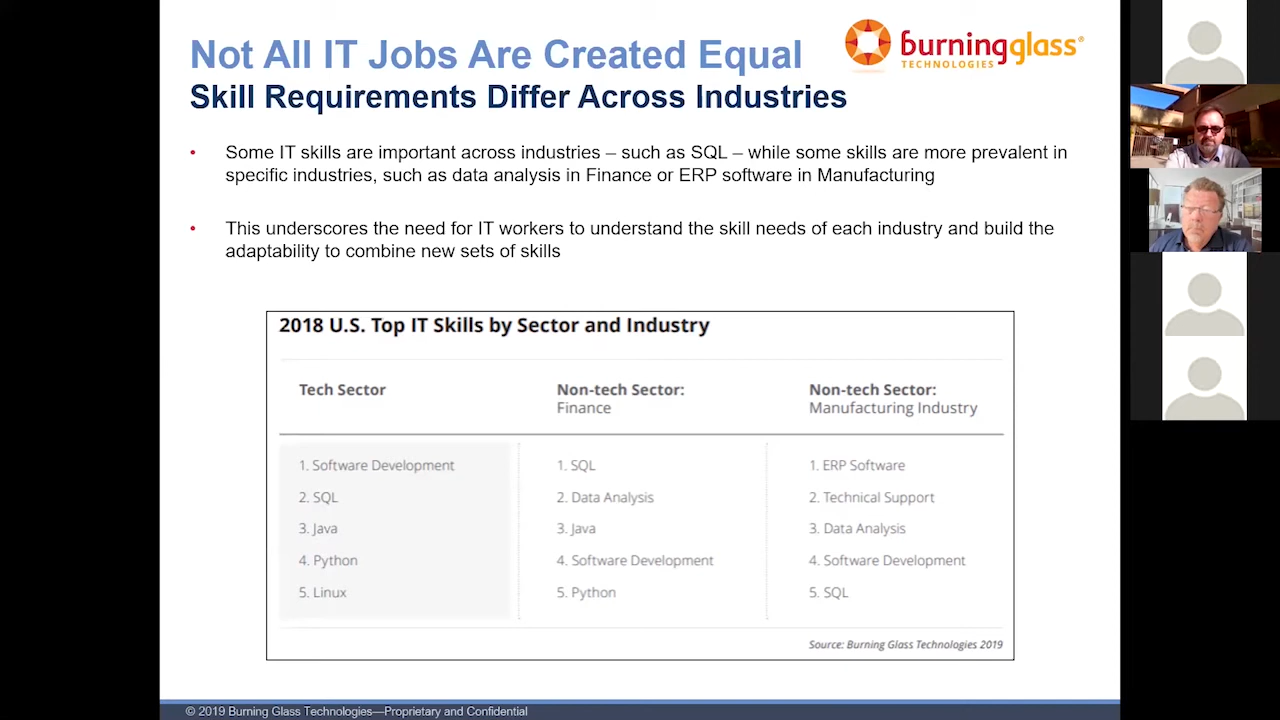 Not All IT Jobs Are Created Equal
burningglass®
TECHNOLOGIES
Skill Requirements Differ Across Industries
• Some IT skills are important across industries – such as SQL – while some skills are more prevalent in
specific industries, such as data analysis in Finance or ERP software in Manufacturing
• This underscores the need for IT workers to understand the skill needs of each industry and build the
adaptability to combine new sets of skills
2018 U.S. Top IT Skills by Sector and Industry
Tech Sector
1. Software Development
2. SQL
3. Java
4. Python
5. Linux
Non-tech Sector:
Finance
1. SQL
2. Data Analysis
3. Java
4. Software Development
5. Python
Non-tech Sector:
Manufacturing Industry
1. ERP Software
2. Technical Support
3. Data Analysis
4. Software Development
5. SQL
Source: Burning Glass Technologies 2019
© 2019 Burning Glass Technologies—Proprietary and Confidential